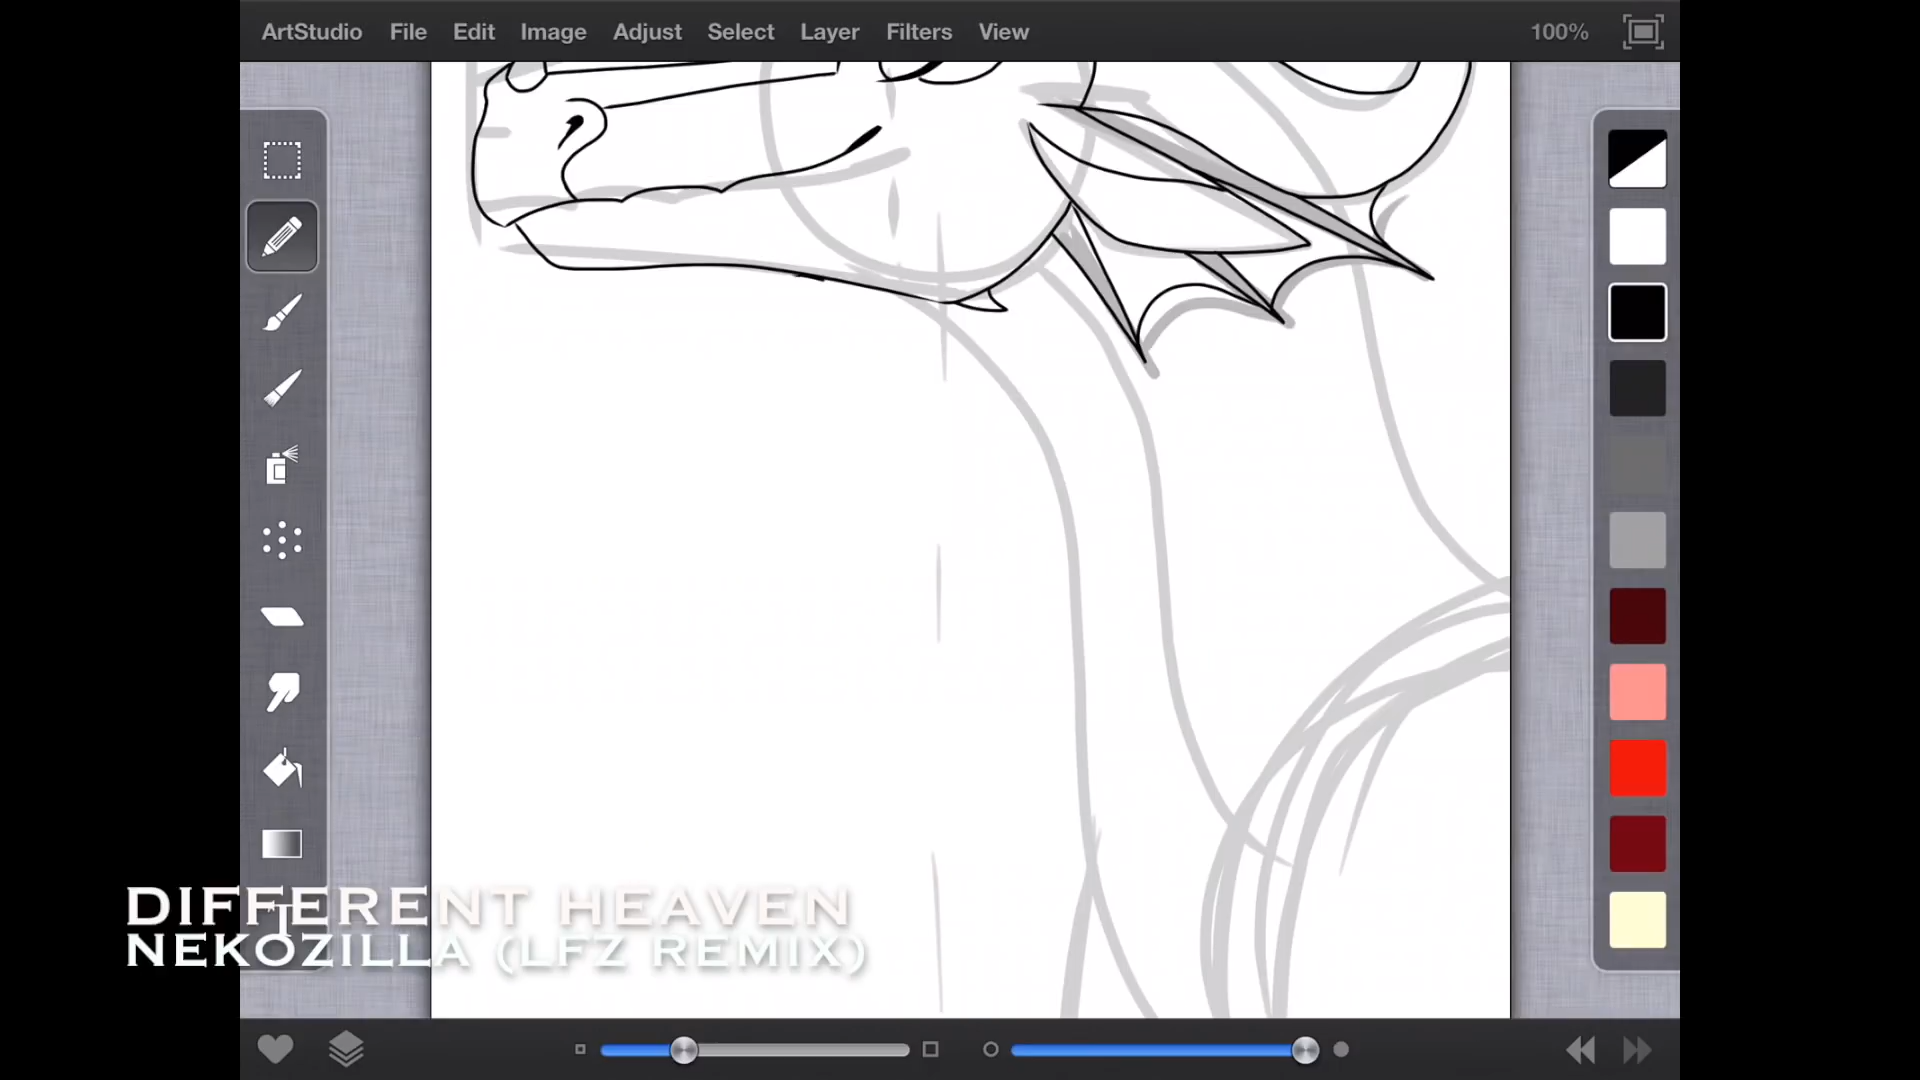 ArtStudio File Edit Image Adjust Select Layer Filters View 100%
T
DIFFERENT HEAVEN
NEKOZILLA (LFZ REMIX)